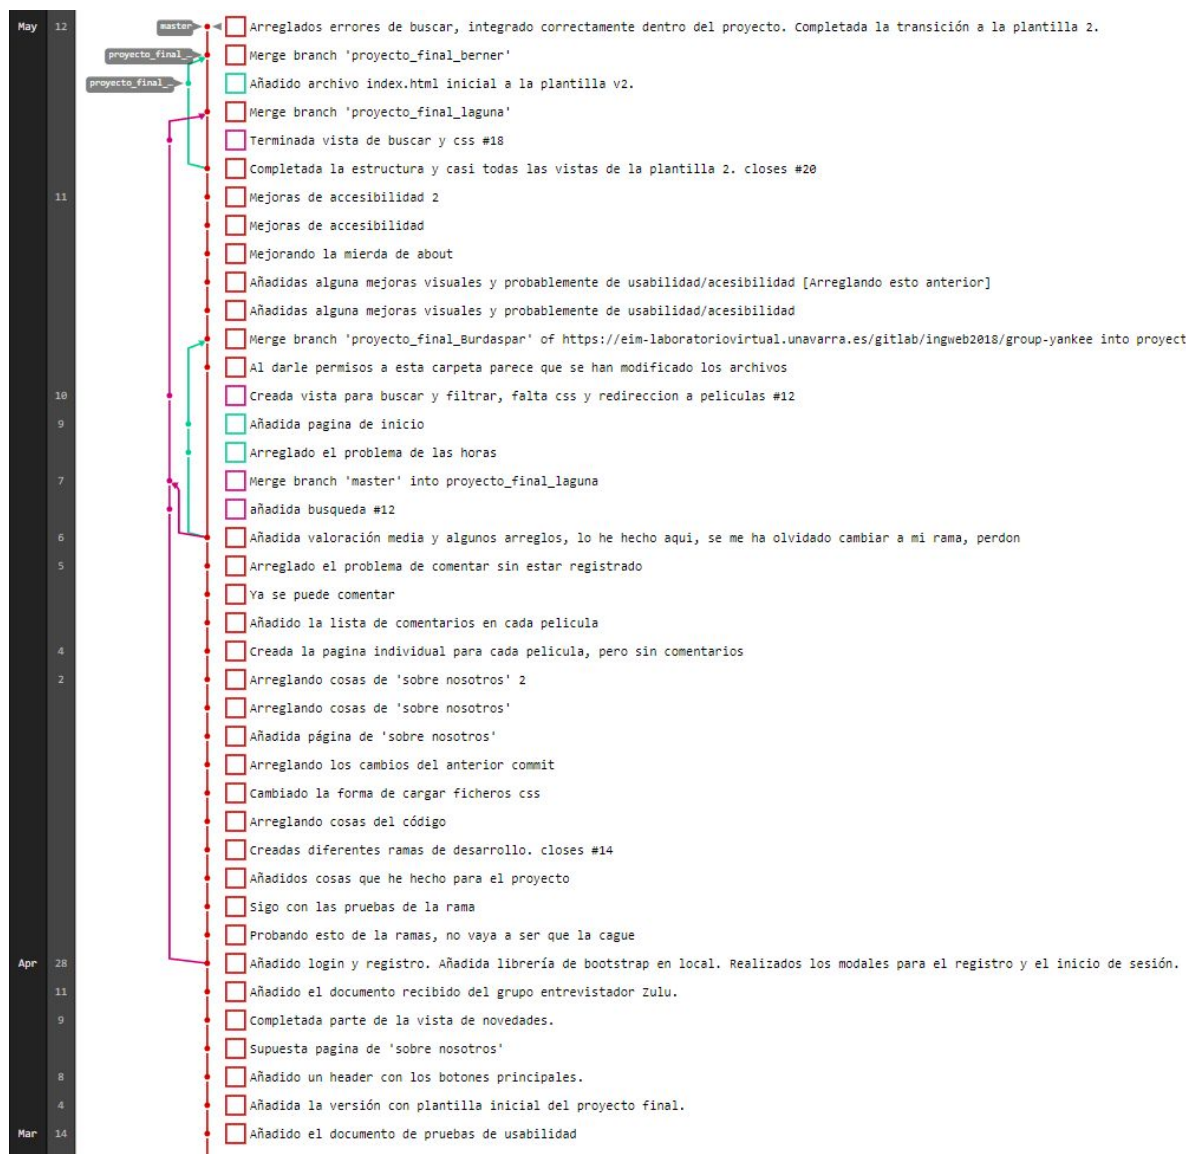 May 12 master Arreglados errores de buscar, integrado correctamente dentro del proyecto. Completada la transición a la plantilla 2.
proyecto_final_… Merge branch 'proyecto_final_berner'
proyecto_final_… Añadido archivo index.html inicial a la plantilla v2.
Merge branch 'proyecto_final_laguna'
Terminada vista de buscar y css #18
Completada la estructura y casi todas las vistas de la plantilla 2. closes #20
11 Mejoras de accesibilidad 2
Mejoras de accesibilidad
Mejorando la mierda de about
Añadidas alguna mejoras visuales y probablemente de usabilidad/acesibilidad [Arreglando esto anterior]
Añadidas alguna mejoras visuales y probablemente de usabilidad/acesibilidad
Merge branch 'proyecto_final_Burdaspar' of https://eim-laboratoriovirtual.unavarra.es/gitlab/ingweb2018/group-yankee into proyect
Al darle permisos a esta carpeta parece que se han modificado los archivos
10 Creada vista para buscar y filtrar, falta css y redireccion a peliculas #12
9 Añadida pagina de inicio
Arreglado el problema de las horas
7 Merge branch 'master' into proyecto_final_laguna
añadida busqueda #12
6 Añadida valoración media y algunos arreglos, lo he hecho aqui, se me ha olvidado cambiar a mi rama, perdon
5 Arreglado el problema de comentar sin estar registrado
Ya se puede comentar
Añadido la lista de comentarios en cada pelicula
4 Creada la pagina individual para cada pelicula, pero sin comentarios
2 Arreglando cosas de 'sobre nosotros' 2
Arreglando cosas de 'sobre nosotros'
Añadida página de 'sobre nosotros'
Arreglando los cambios del anterior commit
Cambiado la forma de cargar ficheros css
Arreglando cosas del código
Creadas diferentes ramas de desarrollo. closes #14
Añadidos cosas que he hecho para el proyecto
Sigo con las pruebas de la rama
Probando esto de la ramas, no vaya a ser que la cague
Apr 28 Añadido login y registro. Añadida librería de bootstrap en local. Realizados los modales para el registro y el inicio de sesión.
11 Añadido el documento recibido del grupo entrevistador Zulu.
9 Completada parte de la vista de novedades.
Supuesta pagina de 'sobre nosotros'
8 Añadido un header con los botones principales.
4 Añadida la versión con plantilla inicial del proyecto final.
Mar 14 Añadido el documento de pruebas de usabilidad